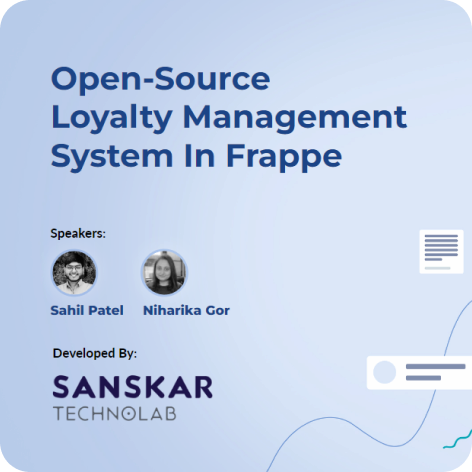 Open-Source
Loyalty Management
System In Frappe
Speakers:
Sahil Patel Niharika Gor
Developed By:
SANSKAR
TECHNOLAB